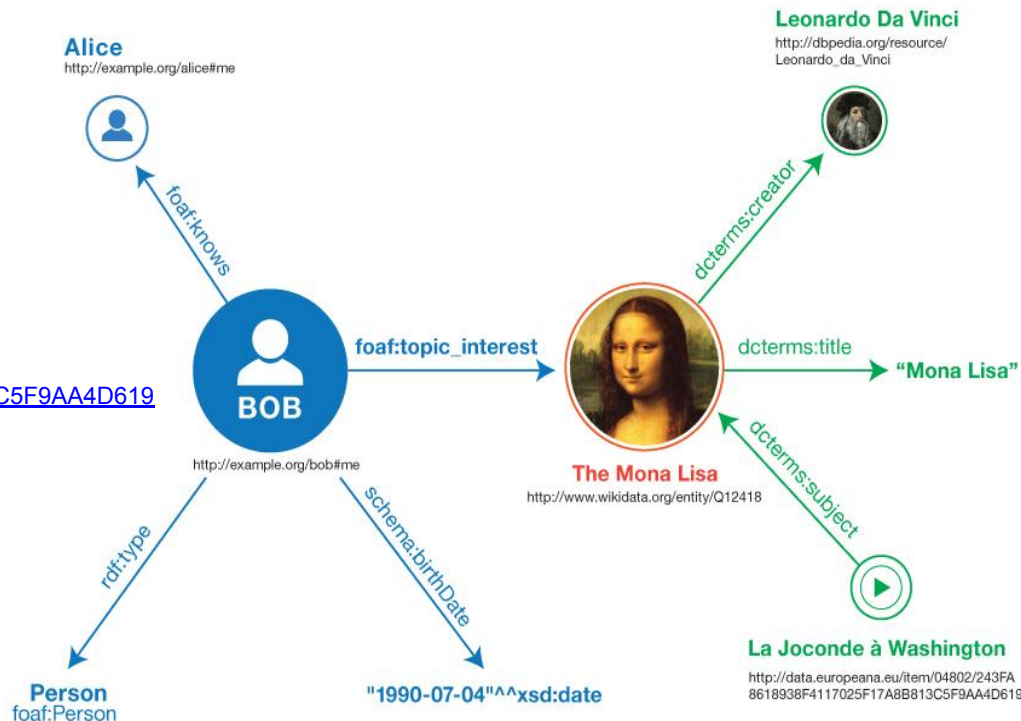 Leonardo Da Vinci
http://dbpedia.org/resource/
Leonardo_da_Vinci
Alice
http://example.org/alice#me
foaf:knows
dcterms:creator
foaf:topic_interest
dcterms:title
"Mona Lisa"
C5F9AA4D619
BOB
http://example.org/bob#me
The Mona Lisa
http://www.wikidata.org/entity/Q12418
dcterms:subject
rdf:type
schema:birthDate
La Joconde à Washington
http://data.europeana.eu/item/04802/243FA
8618938F4117025F17A8B813C5F9AA4D619
Person
foaf:Person
"1990-07-04"^^xsd:date